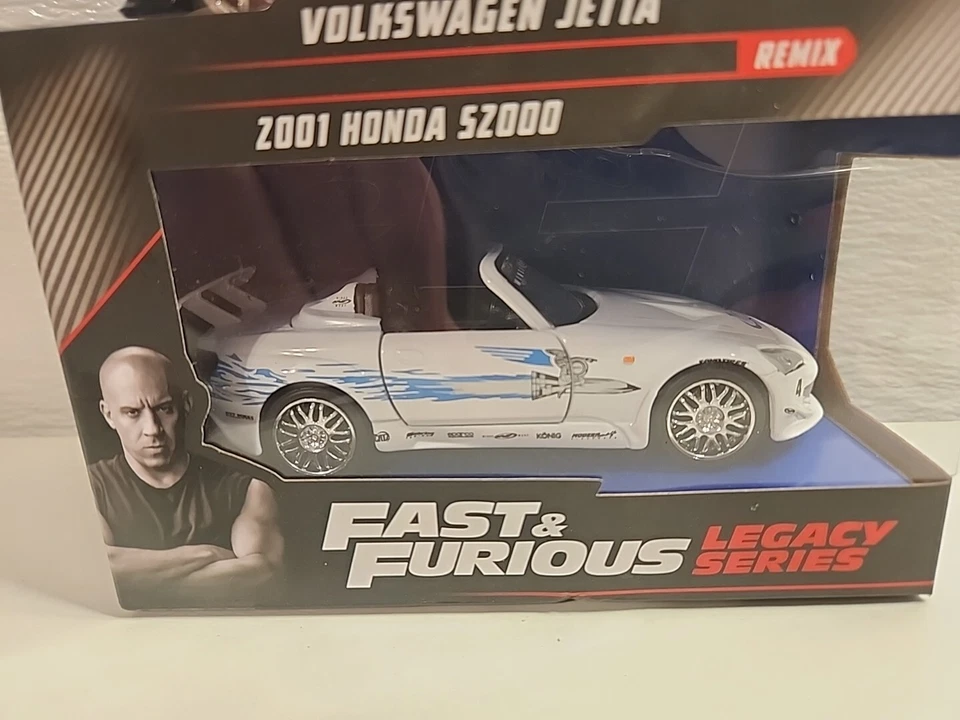 VOLKSWAGEN JETTA
REMIX
2001 HONDA S2000
KÖNIG
FAST &
FURIOUS
LEGACY
SERIES